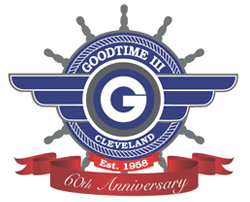 GOODTIME III
G
CLEVELAND
Est. 1958
60th Anniversary